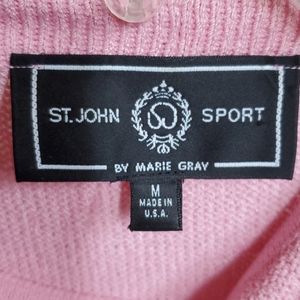 ST. JOHN SPORT
BY MARIE GRAY
M
MADE IN
U.S.A.